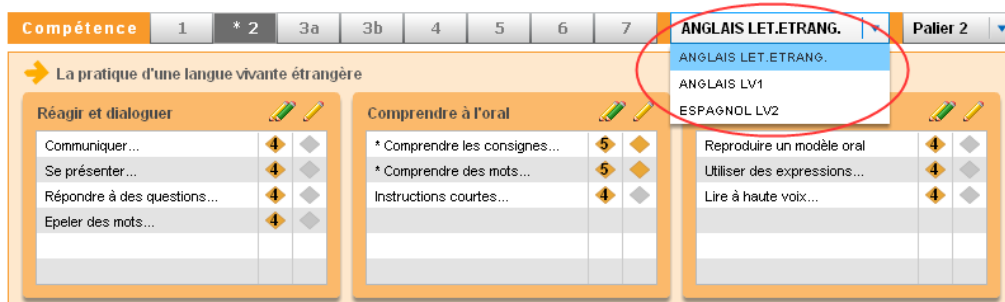 Compétence 1 * 2 3a 3b 4 5 6 7 ANGLAIS LET.ETRANG. Palier 2
ANGLAIS LET.ETRANG.
ANGLAIS LV1
ESPAGNOL LV2
La pratique d'une langue vivante étrangère
Réagir et dialoguer
Communiquer... 4
Se présenter... 4
Répondre à des questions... 4
Epeler des mots... 4
Comprendre à l'oral
* Comprendre les consignes... 5
* Comprendre des mots... 5
Instructions courtes... 4
Reproduire un modèle oral 4
Utiliser des expressions... 4
Lire à haute voix... 4